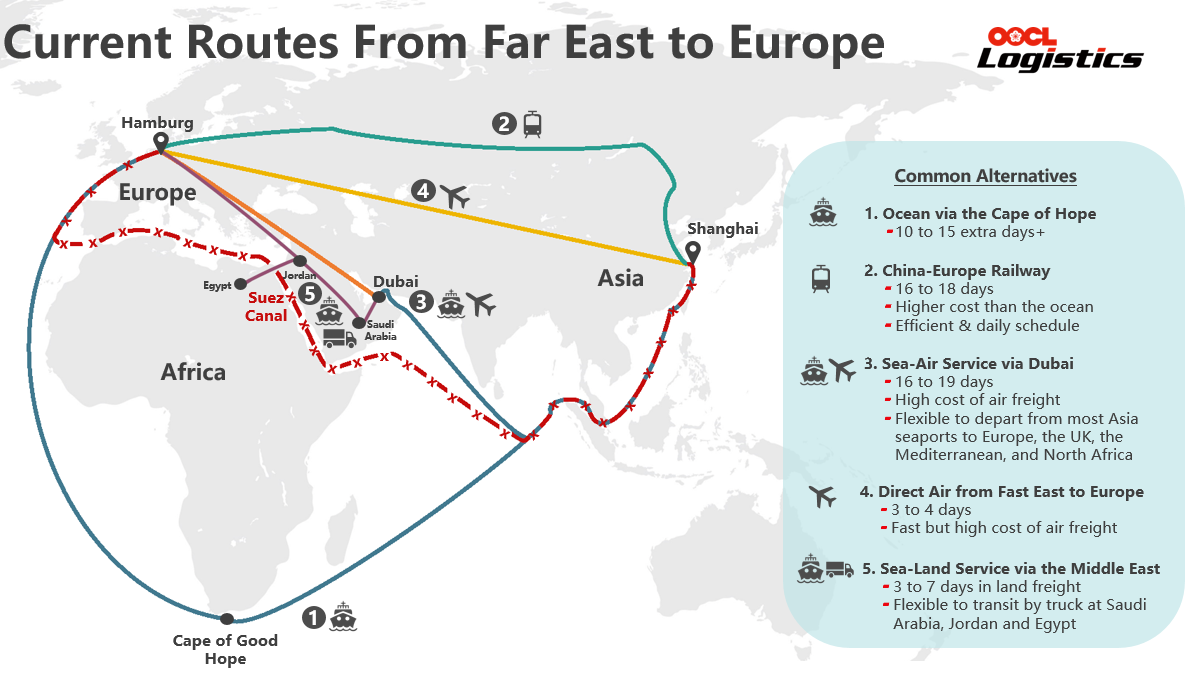 Current Routes From Far East to Europe
OOCL
Logistics
Hamburg
2
Europe
4
Shanghai
Asia
Jordan
Egypt
Dubai
Suez
Canal
5
3
Saudi
Arabia
Africa
1
Cape of Good
Hope
Common Alternatives
1. Ocean via the Cape of Hope
- 10 to 15 extra days+
2. China-Europe Railway
- 16 to 18 days
- Higher cost than the ocean
- Efficient & daily schedule
3. Sea-Air Service via Dubai
- 16 to 19 days
- High cost of air freight
- Flexible to depart from most Asia
seaports to Europe, the UK, the
Mediterranean, and North Africa
4. Direct Air from Fast East to Europe
- 3 to 4 days
- Fast but high cost of air freight
5. Sea-Land Service via the Middle East
- 3 to 7 days in land freight
- Flexible to transit by truck at Saudi
Arabia, Jordan and Egypt